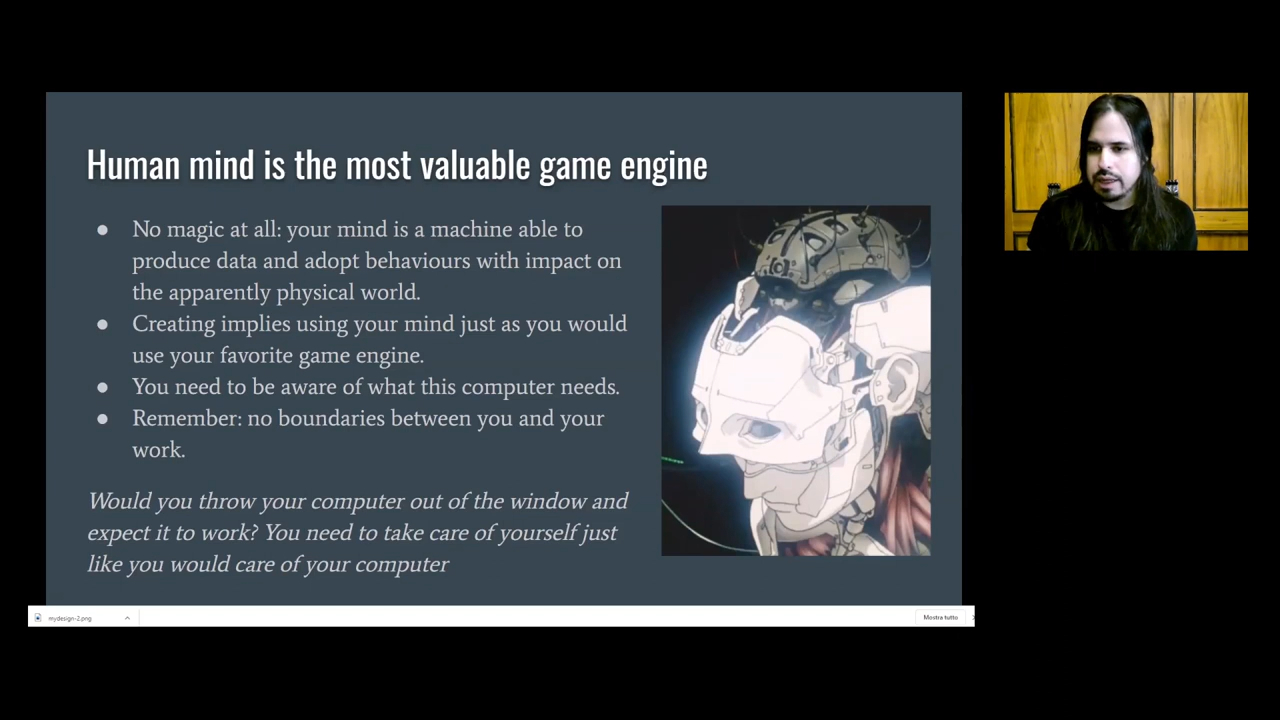 Human mind is the most valuable game engine
● No magic at all: your mind is a machine able to
produce data and adopt behaviours with impact on
the apparently physical world.
● Creating implies using your mind just as you would
use your favorite game engine.
● You need to be aware of what this computer needs.
● Remember: no boundaries between you and your
work.
Would you throw your computer out of the window and
expect it to work? You need to take care of yourself just
like you would care of your computer
mydesign-2.png
Mostra tutto